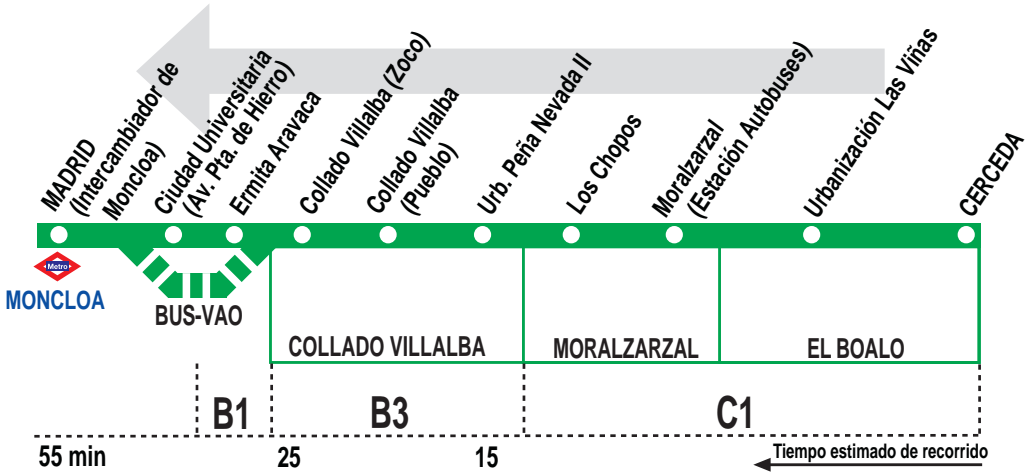 MADRID
(Intercambiador de
Moncloa)
Ciudad Universitaria
(Av. Pta. de Hierro)
Ermita Aravaca
Collado Villalba (Zoco)
Collado Villalba
(Pueblo)
Urb. Peña Nevada II
Los Chopos
Moralzarzal
(Estación Autobuses)
Urbanización Las Viñas
CERCEDA
Metro
MONCLOA
BUS-VAO
COLLADO VILLALBA
MORALZARZAL
EL BOALO
B1
B3
C1
55 min
25
15
Tiempo estimado de recorrido